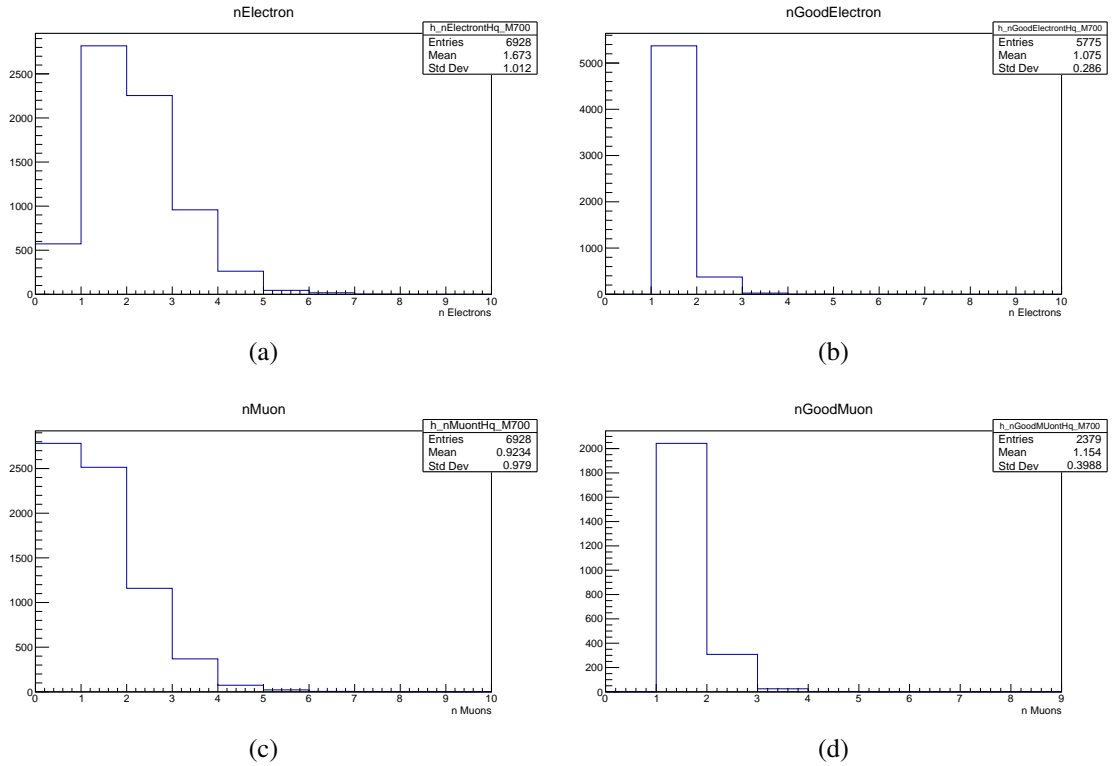 nElectron
h_nElectrontHq_M700
Entries 6928
Mean 1.673
Std Dev 1.012
2500
2000
1500
1000
500
0
0 1 2 3 4 5 6 7 8 9 10
n Electrons
(a)
nGoodElectron
h_nGoodElectrontHq_M700
Entries 5775
Mean 1.075
Std Dev 0.286
5000
4000
3000
2000
1000
0
0 1 2 3 4 5 6 7 8 9 10
n Electrons
(b)
nMuon
h_nMuontHq_M700
Entries 6928
Mean 0.9234
Std Dev 0.979
2500
2000
1500
1000
500
0
0 1 2 3 4 5 6 7 8 9 10
n Muons
(c)
nGoodMuon
h_nGoodMUontHq_M700
Entries 2379
Mean 1.154
Std Dev 0.3988
2000
1800
1600
1400
1200
1000
800
600
400
200
0
0 1 2 3 4 5 6 7 8 9
n Muons
(d)